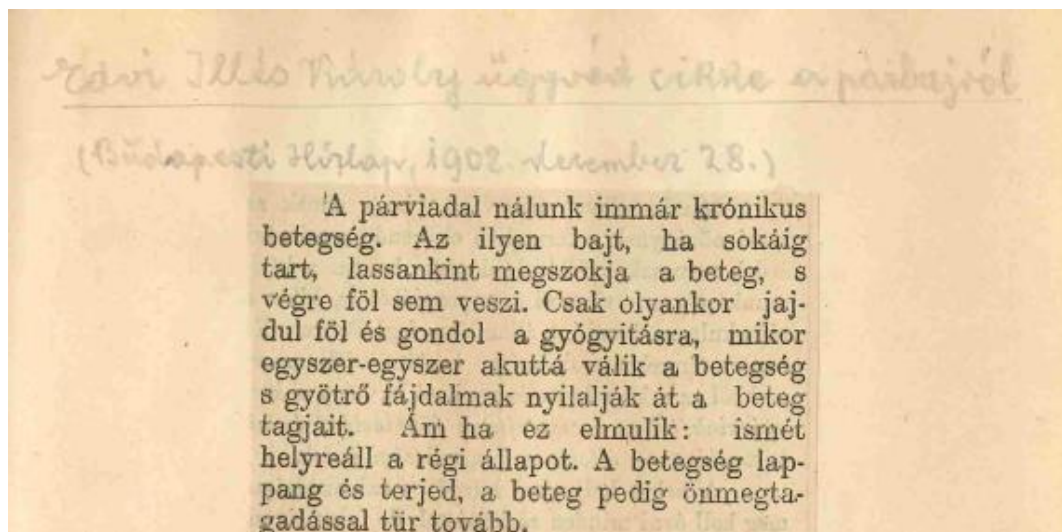 Edvi Illés Károly ügyvéd cikke a párbajról
(Budapesti Hírlap, 1902. december 28.)
A párviadal nálunk immár krónikus
betegség. Az ilyen bajt, ha sokáig
tart, lassankint megszokja a beteg, s
végre föl sem veszi. Csak olyankor jaj-
dul föl és gondol a gyógyitásra, mikor
egyszer-egyszer akuttá válik a betegség
s gyötrő fájdalmak nyilalják át a beteg
tagjait. Ám ha ez elmulik: ismét
helyreáll a régi állapot. A betegség lap-
pang és terjed, a beteg pedig önmegta-
gadással tür tovább.